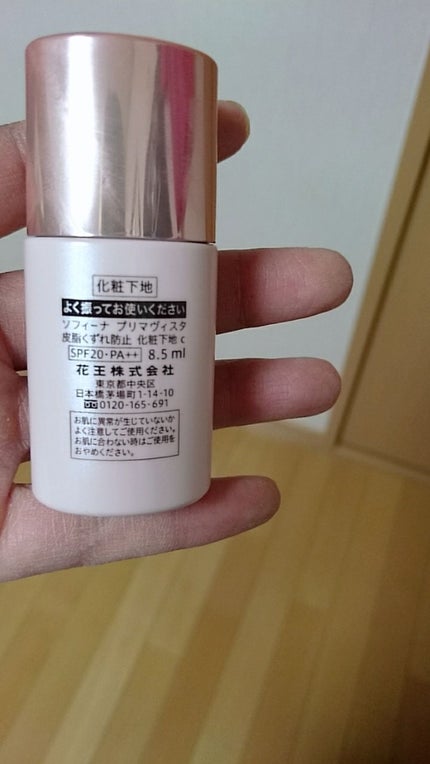 化粧下地
よく振ってお使いください
ソフィーナ プリマヴィスタ
皮脂くずれ防止 化粧下地 c
SPF20・PA++ 8.5 ml
花王株式会社
東京都中央区
日本橋茅場町1-14-10
0120-165-691
お肌に異常が生じていないか
よく注意してご使用ください。
お肌に合わない時はご使用を
おやめください。